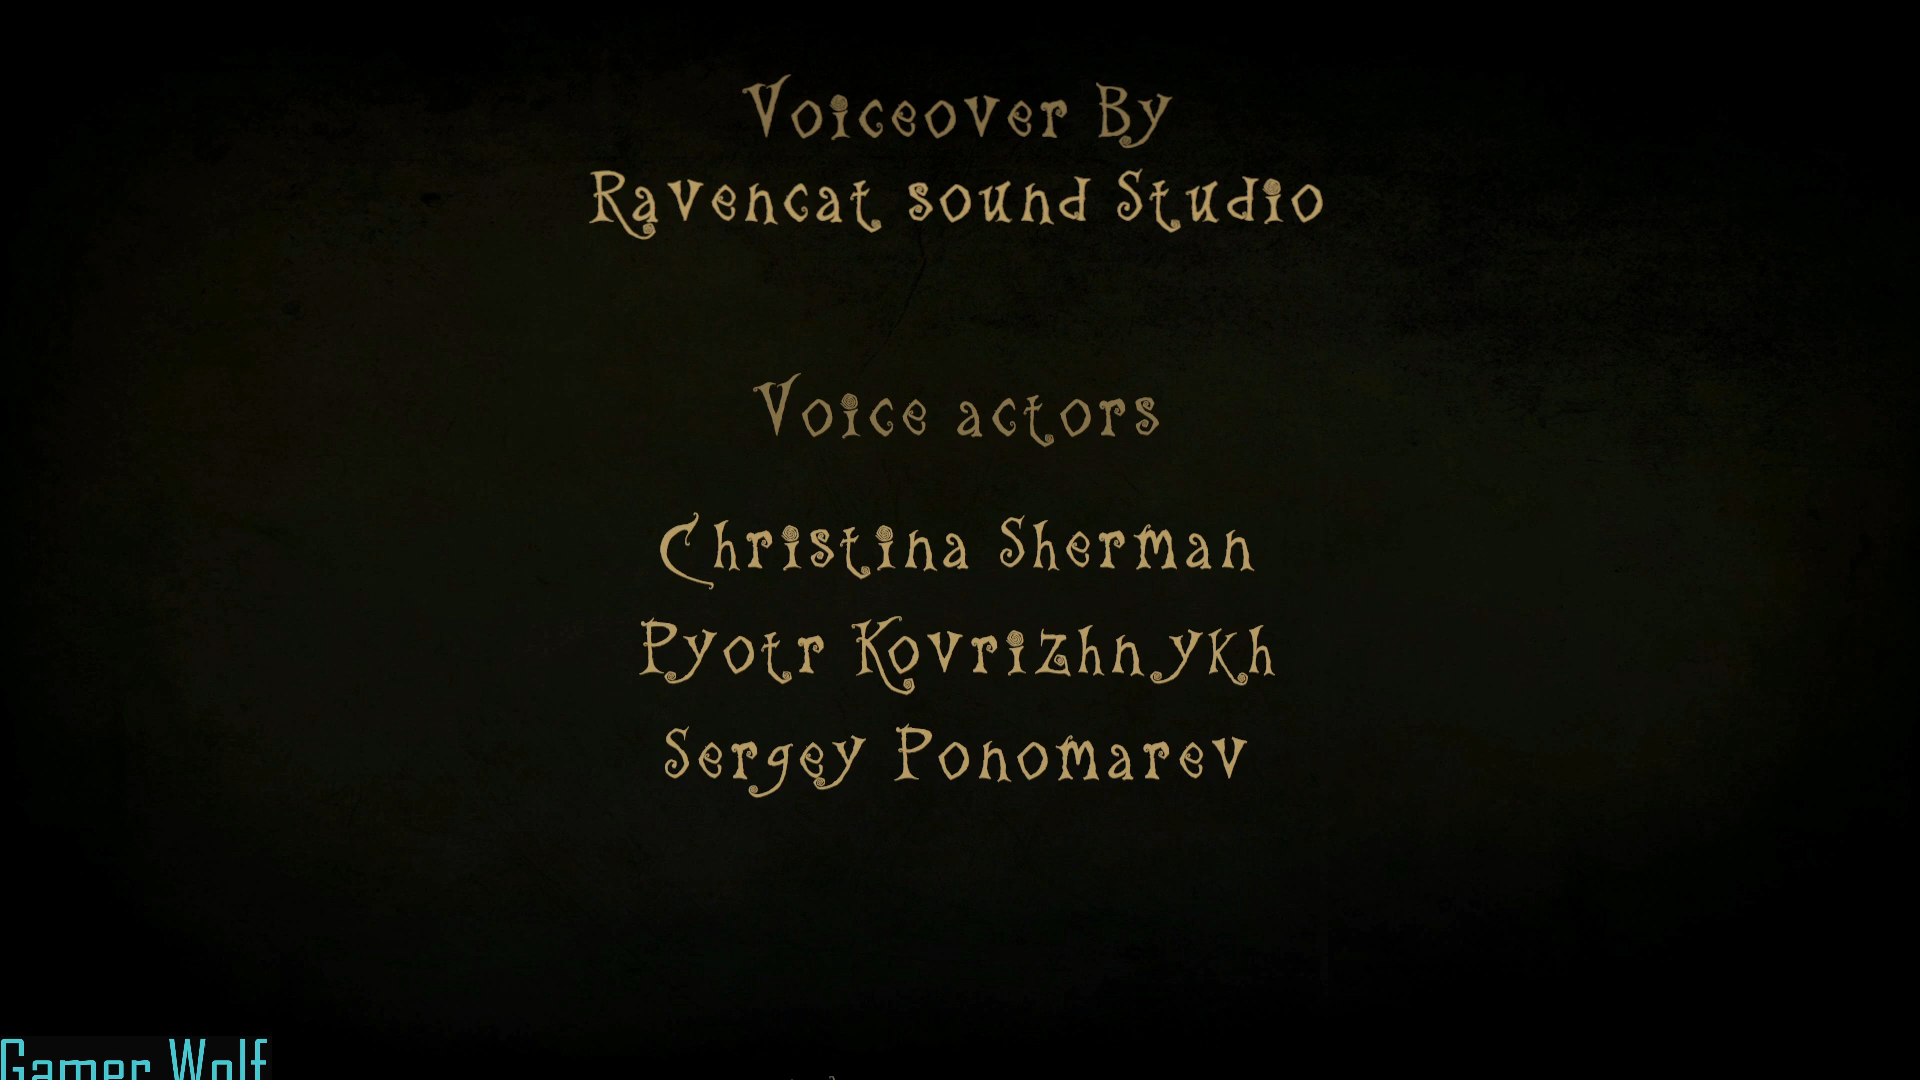 Voiceover By
Ravencat sound Studio
Voice actors
Christina Sherman
Pyotr Kovrizhnykh
Sergey Ponomarev
Gamer Wolf